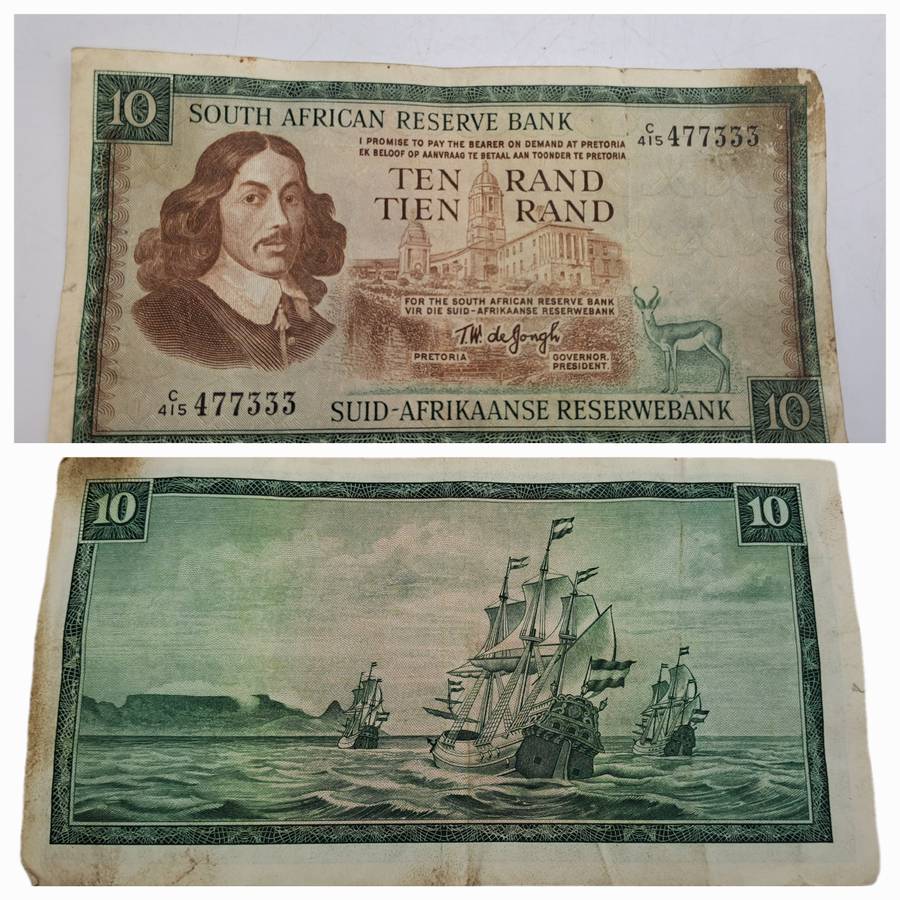 10
SOUTH AFRICAN RESERVE BANK
C/415 477333
I PROMISE TO PAY THE BEARER ON DEMAND AT PRETORIA
EK BELOOF OP AANVRAAG TE BETAAL AAN TOONDER TE PRETORIA
TEN RAND
TIEN RAND
FOR THE SOUTH AFRICAN RESERVE BANK
VIR DIE SUID-AFRIKAANSE RESERWEBANK
T.W. de Jongh
PRETORIA GOVERNOR.
PRESIDENT.
C/415 477333
SUID-AFRIKAANSE RESERWEBANK
10
10 10